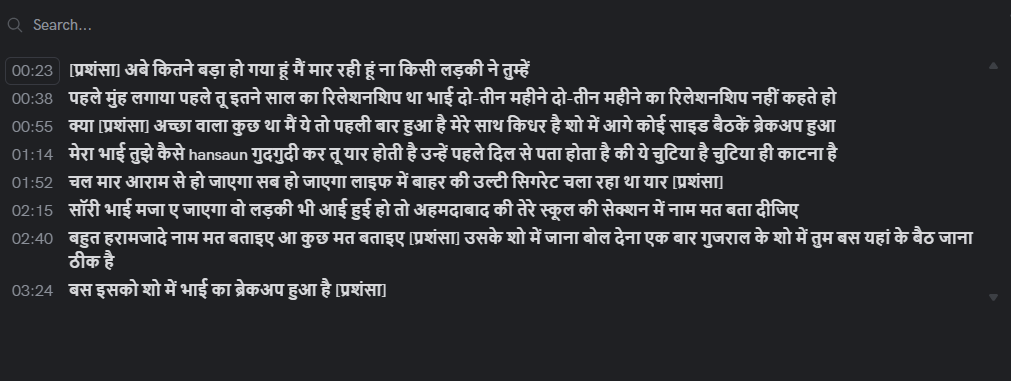 Search...
00:23 [प्रशंसा] अबे कितने बड़ा हो गया हूं मैं मार रही हूं ना किसी लड़की ने तुम्हें
00:38 पहले मुंह लगाया पहले तू इतने साल का रिलेशनशिप था भाई दो-तीन महीने दो-तीन महीने का रिलेशनशिप नहीं कहते हो
00:55 क्या [प्रशंसा] अच्छा वाला कुछ था मैं ये तो पहली बार हुआ है मेरे साथ किधर है शो में आगे कोई साइड बैठकें ब्रेकअप हुआ
01:14 मेरा भाई तुझे कैसे hansaun गुदगुदी कर तू यार होती है उन्हें पहले दिल से पता होता है की ये चुटिया है चुटिया ही काटना है
01:52 चल मार आराम से हो जाएगा सब हो जाएगा लाइफ में बाहर की उल्टी सिगरेट चला रहा था यार [प्रशंसा]
02:15 सॉरी भाई मजा ए जाएगा वो लड़की भी आई हुई हो तो अहमदाबाद की तेरे स्कूल की सेक्शन में नाम मत बता दीजिए
02:40 बहुत हरामजादे नाम मत बताइए आ कुछ मत बताइए [प्रशंसा] उसके शो में जाना बोल देना एक बार गुजराल के शो में तुम बस यहां के बैठ जाना
ठीक है
03:24 बस इसको शो में भाई का ब्रेकअप हुआ है [प्रशंसा]